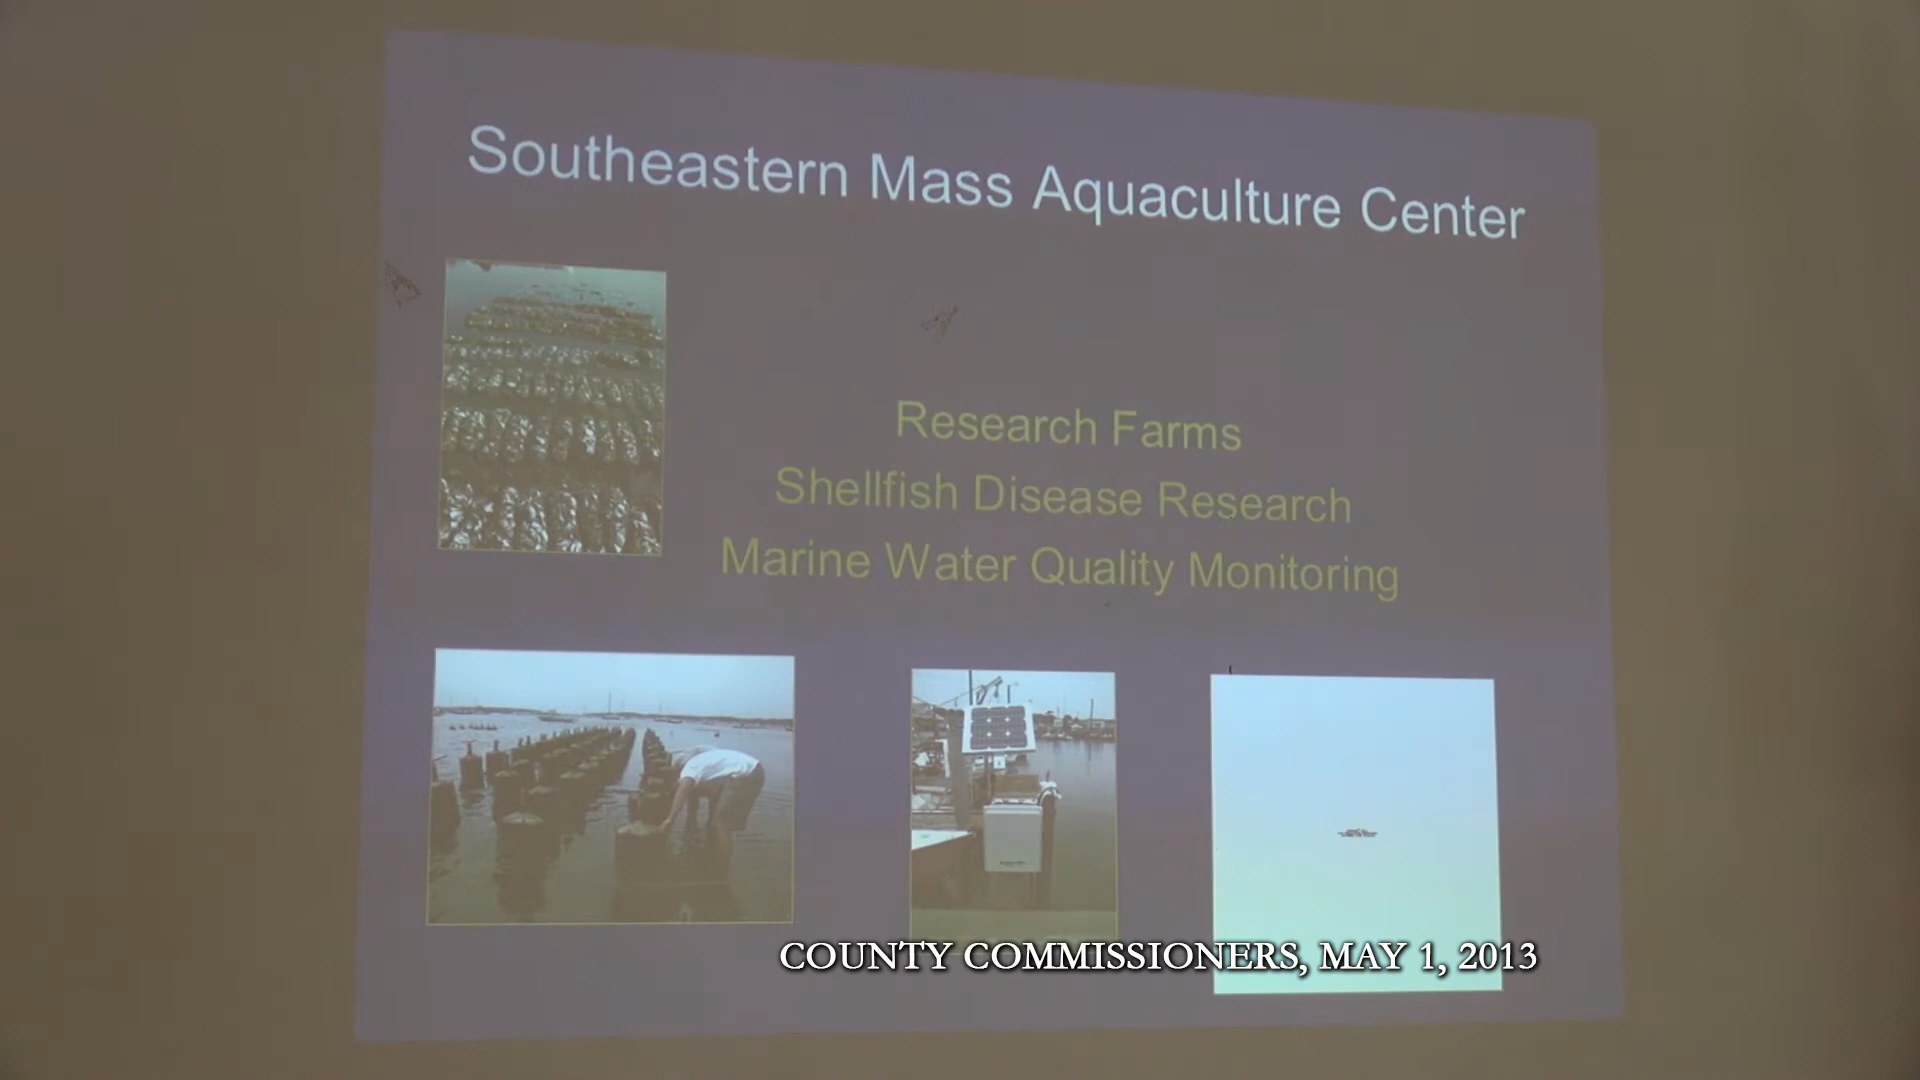 Southeastern Mass Aquaculture Center
Research Farms
Shellfish Disease Research
Marine Water Quality Monitoring
COUNTY COMMISSIONERS, MAY 1, 2013